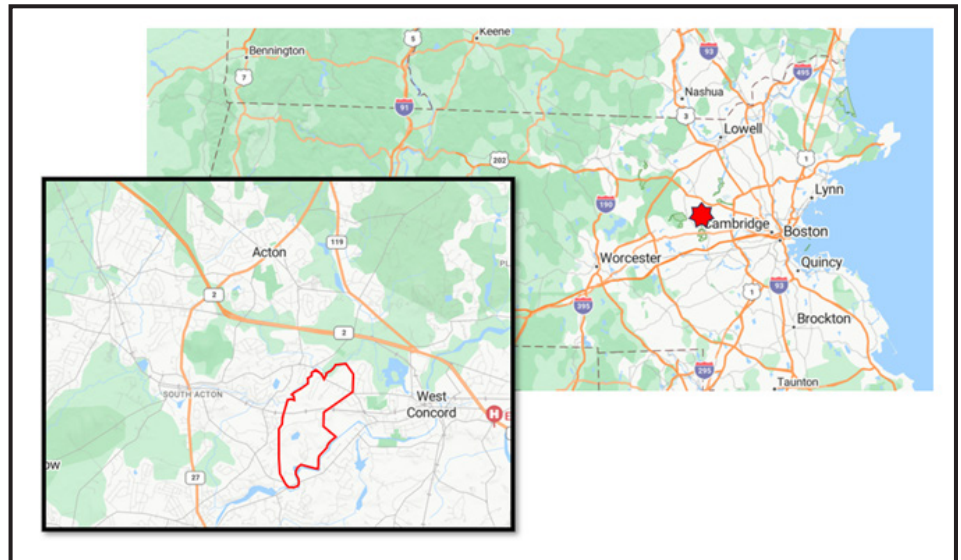 Keene
5
93
Bennington
7
495
91
Nashua
3
Lowell
202
1
Lynn
190
Cambridge
Boston
Worcester
Quincy
1
93
395
Brockton
295
Taunton
119
Acton
2
2
SOUTH ACTON
West
Concord
H
27